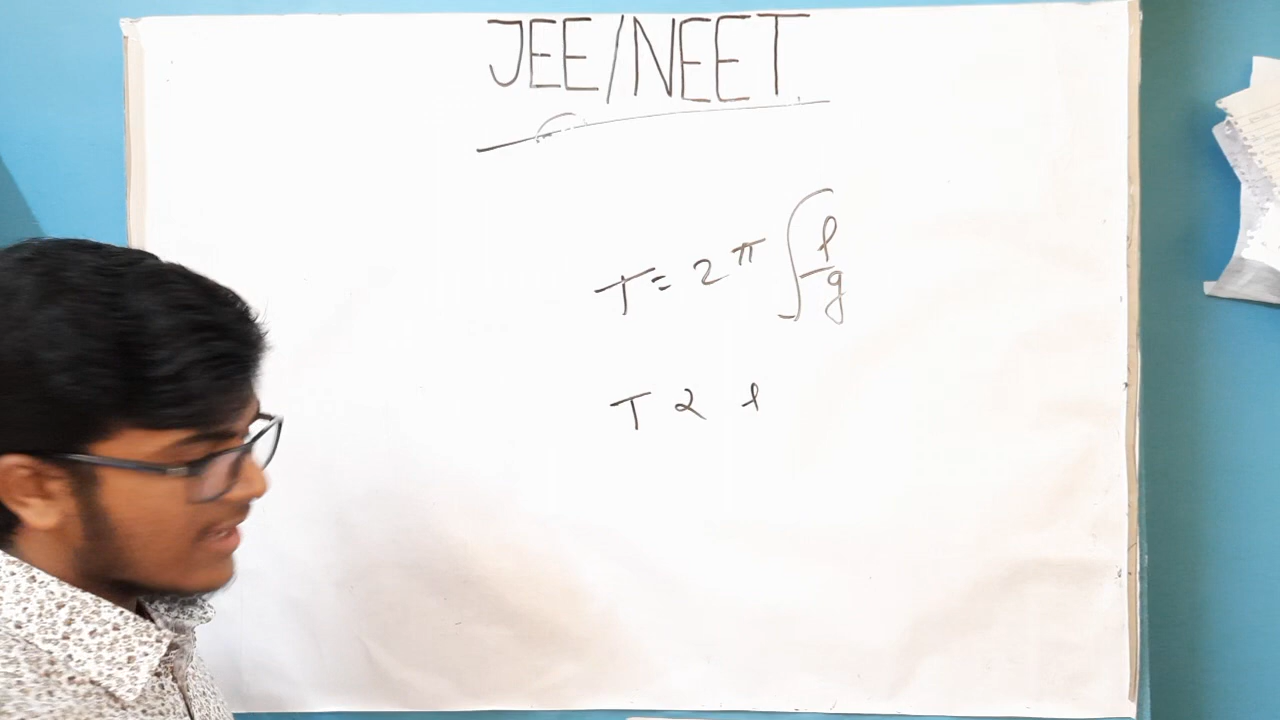 JEE/NEET
T = 2π √(l/g)
T α l